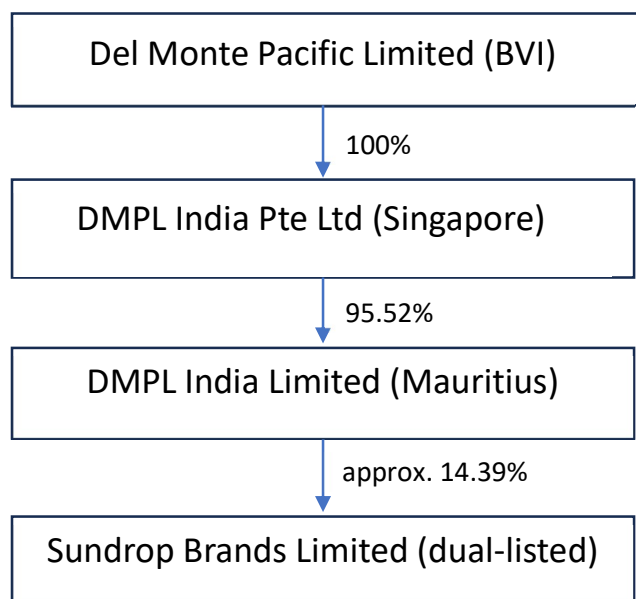 Del Monte Pacific Limited (BVI)
100%
DMPL India Pte Ltd (Singapore)
95.52%
DMPL India Limited (Mauritius)
approx. 14.39%
Sundrop Brands Limited (dual-listed)